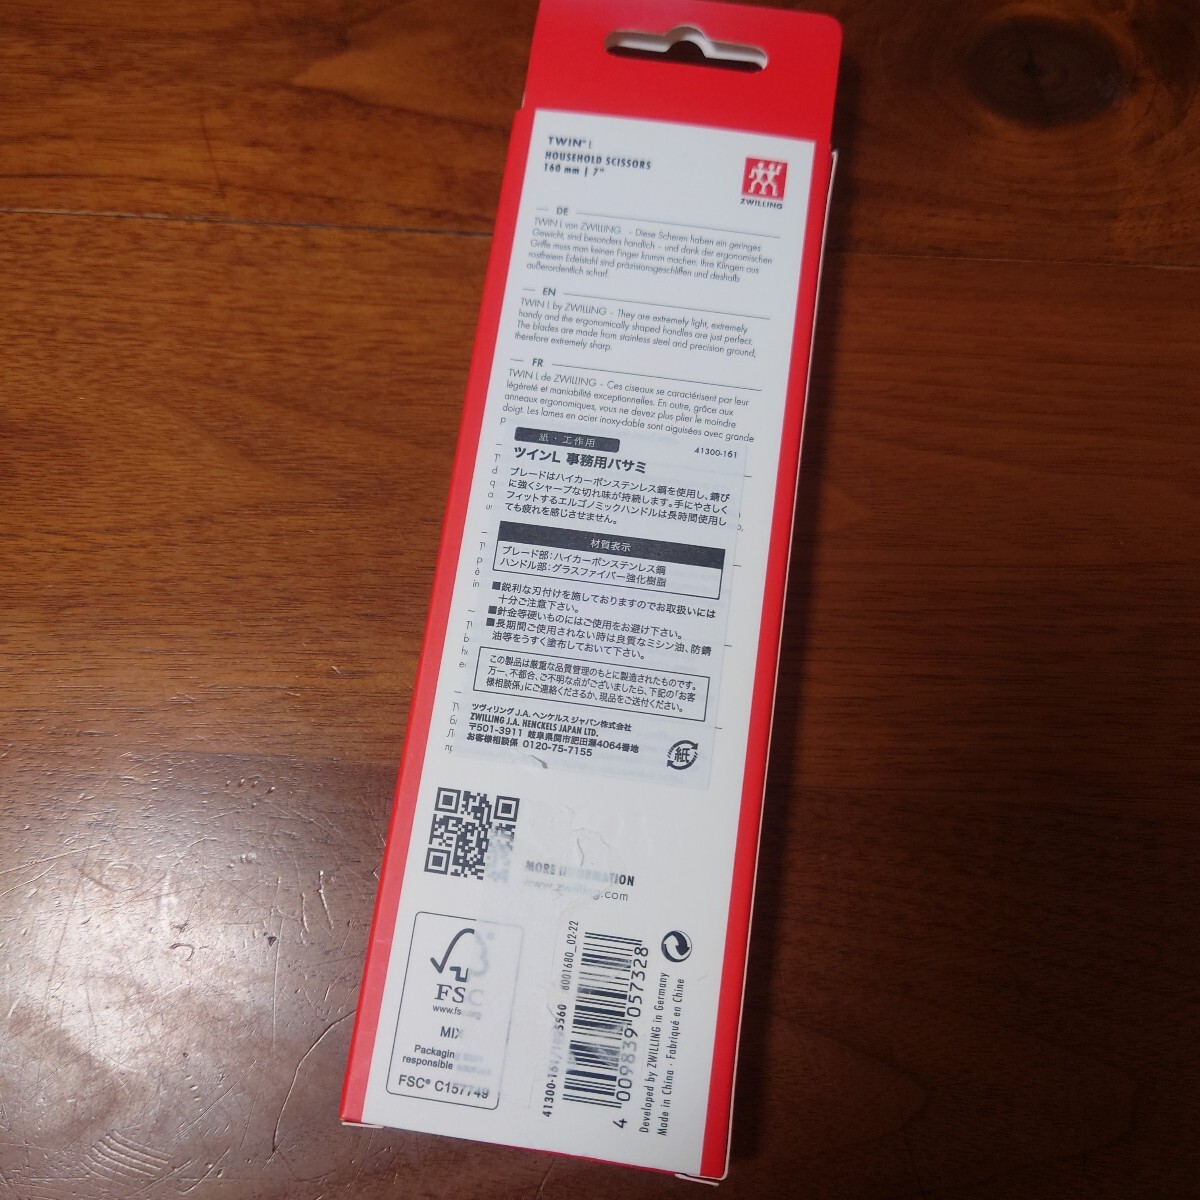 TWIN® L
HOUSEHOLD SCISSORS
160 mm | 7"
ZWILLING
DE
TWIN L von ZWILLING. - Diese Scheren haben ein geringes
Gewicht, sind besonders handlich – und dank der ergonomischen
Griffe muss man keinen Finger krumm machen. Ihre Klingen aus
rostfreiem Edelstahl sind präzisionsgeschliffen und deshalb
außerordentlich scharf.
EN
TWIN L by ZWILLING - They are extremely light, extremely
handy and the ergonomically shaped handles are just perfect.
The blades are made from stainless steel and precision ground,
therefore extremely sharp.
FR
TWIN L de ZWILLING - Ces ciseaux se caractérisent par leur
légèreté et maniabilité exceptionnelles. En outre, grâce aux
anneaux ergonomiques, vous ne devez plus plier le moindre
doigt. Les lames en acier inoxy-dable sont aiguisées avec grande
紙・工作用
41300-161
ツインL 事務用バサミ
ブレードはハイカーボンステンレス鋼を使用し、錆び
に強くシャープな切れ味が持続します。手にやさしく
フィットするエルゴノミックハンドルは長時間使用し
ても疲れを感じさせません。
材質表示
ブレード部：ハイカーボンステンレス鋼
ハンドル部：グラスファイバー強化樹脂
■鋭利な刃付けを施しておりますのでお取扱いには
十分ご注意下さい。
■針金等硬いものにはご使用をお避け下さい。
■長期間ご使用されない時は良質なミシン油、防錆
油等をうすく塗布しておいて下さい。
この製品は厳重な品質管理のもとに製造されたものです。
万一、不都合、ご不明な点がございましたら、下記の「お客
様相談係」にご連絡くださるか、現品をご送付ください。
ツヴィリング J.A. ヘンケルス ジャパン株式会社
ZWILLING J.A. HENCKELS JAPAN LTD.
〒501-3911 岐阜県関市肥田瀬4064番地
お客様相談係 0120-75-7155
紙
MORE INFORMATION
www.zwilling.com
FSC
www.fsc.org
MIX
Packaging
responsible
FSC® C157749
41300-161
8001680_02-22
4 009839 057328
Developed by ZWILLING in Germany
Made in China · Fabriqué en Chine